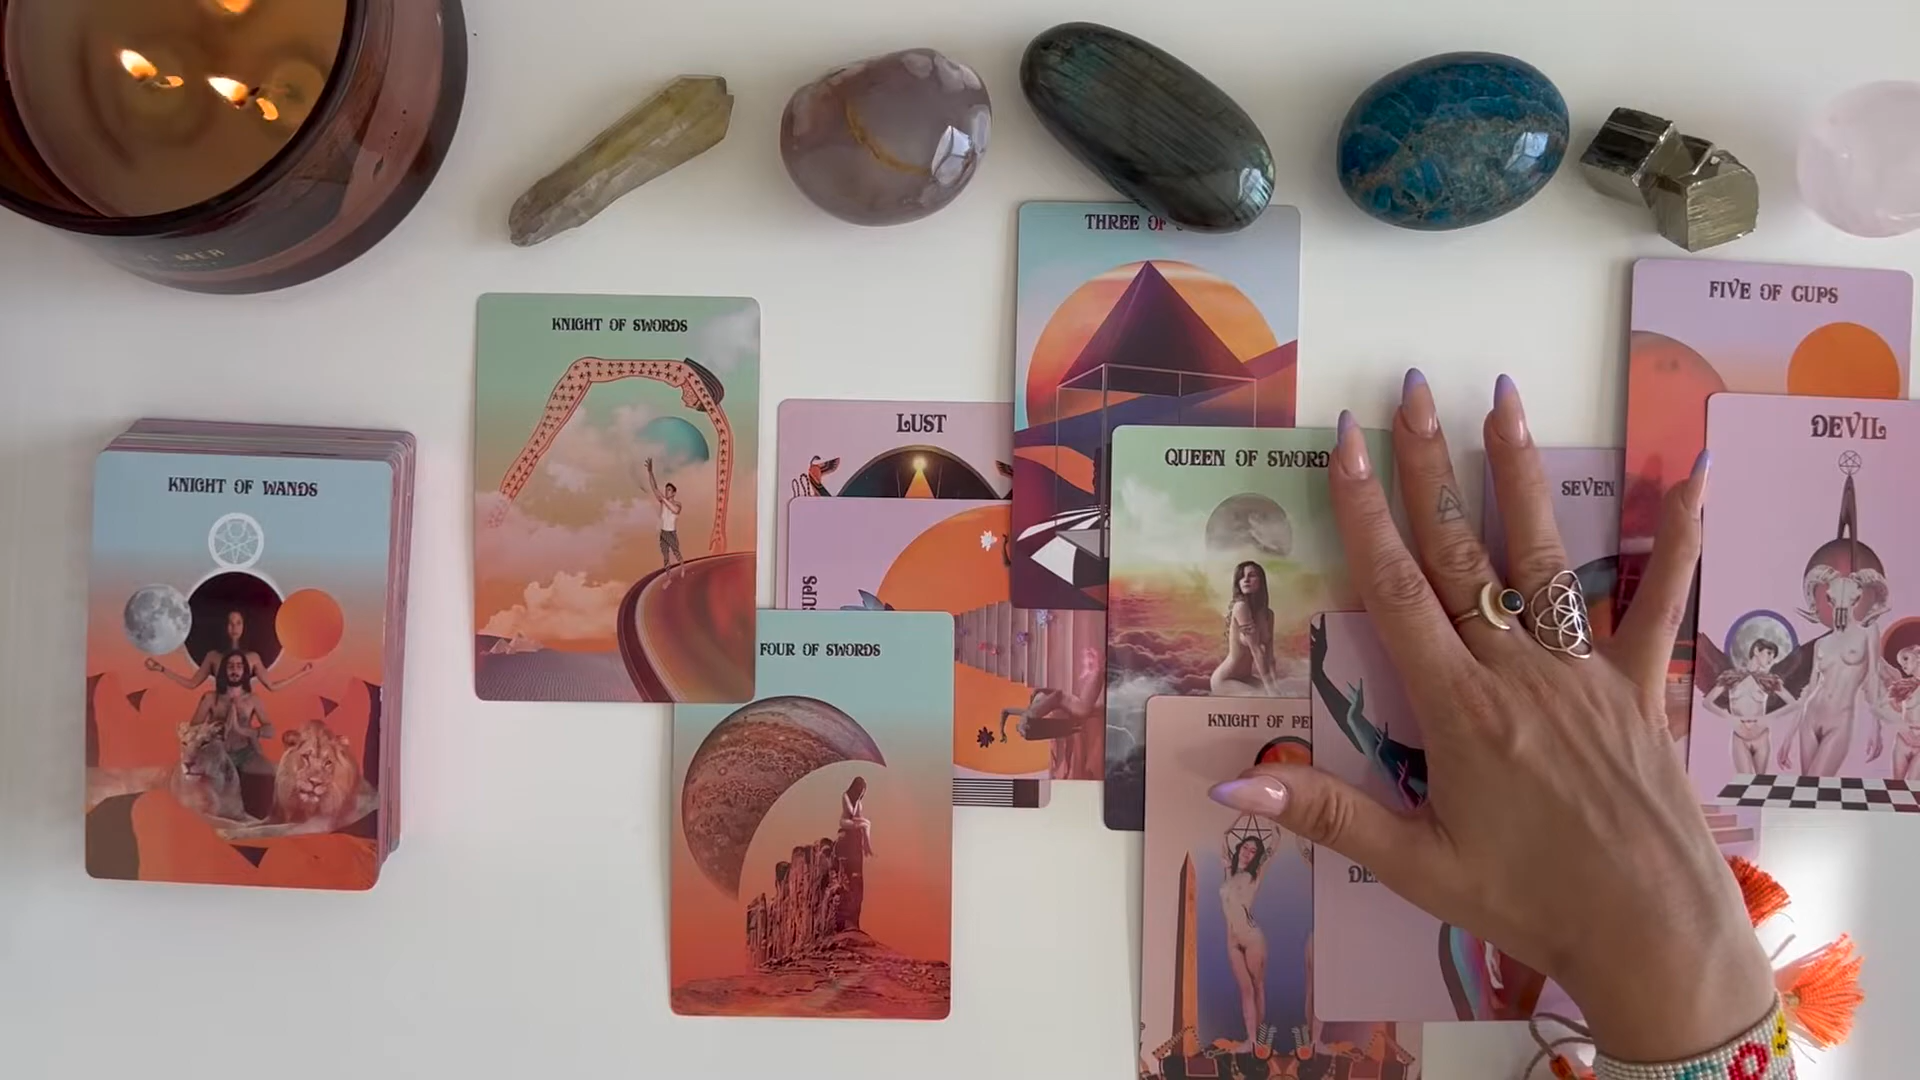 THREE OF
FIVE OF CUPS
KNIGHT OF SWORDS
LUST
DEVIL
QUEEN OF SWORD
KNIGHT OF WANDS
SEVEN
CUPS
FOUR OF SWORDS
KNIGHT OF PE